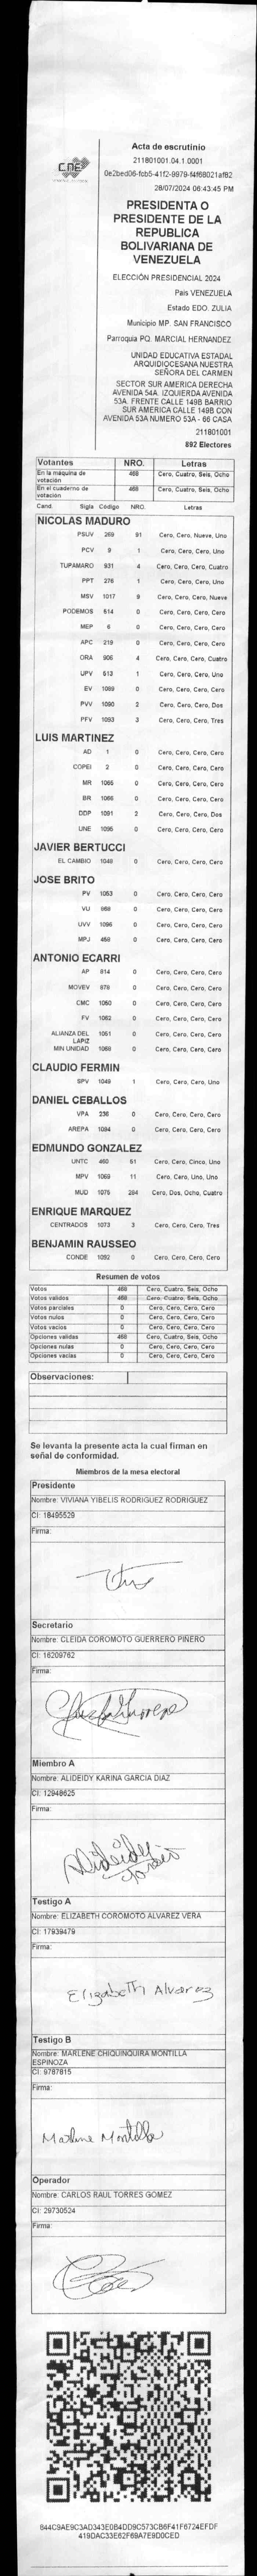 CNE
Acta de escrutinio
211801001.04.1.0001
28/07/2024 06:43:45 PM
PRESIDENTA O
PRESIDENTE DE LA
REPUBLICA
BOLIVARIANA DE
VENEZUELA
ELECCIÓN PRESIDENCIAL 2024
Pais VENEZUELA
Estado EDO. ZULIA
Municipio MP. SAN FRANCISCO
Parroquia PQ. MARCIAL HERNANDEZ
UNIDAD EDUCATIVA ESTADAL
ARQUIDIOCESANA NUESTRA
SEÑORA DEL CARMEN
SECTOR SUR AMERICA DERECHA
AVENIDA 54A. IZQUIERDA AVENIDA
53A. FRENTE CALLE 149B BARRIO
SUR AMERICA CALLE 149B CON
AVENIDA 53A NUMERO 53A - 66 CASA
211801001
892 Electores
Votantes NRO. Letras
En la máquina de votación 468 Cero, Cuatro, Seis, Ocho
En el cuaderno de votación 468 Cero, Cuatro, Seis, Ocho
Cand. Sigla Código NRO. Letras
NICOLAS MADURO
PSUV 269 91 Cero, Cero, Nueve, Uno
PCV 9 1 Cero, Cero, Cero, Uno
TUPAMARO 931 4 Cero, Cero, Cero, Cuatro
PPT 276 1 Cero, Cero, Cero, Uno
MSV 1017 9 Cero, Cero, Cero, Nueve
PODEMOS 514 0 Cero, Cero, Cero, Cero
MEP 6 0 Cero, Cero, Cero, Cero
APC 219 0 Cero, Cero, Cero, Cero
ORA 906 4 Cero, Cero, Cero, Cuatro
UPV 513 1 Cero, Cero, Cero, Uno
EV 1089 0 Cero, Cero, Cero, Cero
PVV 1090 2 Cero, Cero, Cero, Dos
PFV 1093 3 Cero, Cero, Cero, Tres
LUIS MARTINEZ
AD 1 0 Cero, Cero, Cero, Cero
COPEI 2 0 Cero, Cero, Cero, Cero
MR 1065 0 Cero, Cero, Cero, Cero
BR 1066 0 Cero, Cero, Cero, Cero
DDP 1091 2 Cero, Cero, Cero, Dos
UNE 1095 0 Cero, Cero, Cero, Cero
JAVIER BERTUCCI
EL CAMBIO 1048 0 Cero, Cero, Cero, Cero
JOSE BRITO
PV 1053 0 Cero, Cero, Cero, Cero
VU 868 0 Cero, Cero, Cero, Cero
UVV 1096 0 Cero, Cero, Cero, Cero
MPJ 459 0 Cero, Cero, Cero, Cero
ANTONIO ECARRI
AP 814 0 Cero, Cero, Cero, Cero
MOVEV 878 0 Cero, Cero, Cero, Cero
CMC 1050 0 Cero, Cero, Cero, Cero
FV 1052 0 Cero, Cero, Cero, Cero
ALIANZA DEL LAPIZ 1051 0 Cero, Cero, Cero, Cero
MIN UNIDAD 1068 0 Cero, Cero, Cero, Cero
CLAUDIO FERMIN
SPV 1049 1 Cero, Cero, Cero, Uno
DANIEL CEBALLOS
VPA 236 0 Cero, Cero, Cero, Cero
AREPA 1094 0 Cero, Cero, Cero, Cero
EDMUNDO GONZALEZ
UNTC 460 51 Cero, Cero, Cinco, Uno
MPV 1069 11 Cero, Cero, Uno, Uno
MUD 1075 284 Cero, Dos, Ocho, Cuatro
ENRIQUE MARQUEZ
CENTRADOS 1073 3 Cero, Cero, Cero, Tres
BENJAMIN RAUSSEO
CONDE 1092 0 Cero, Cero, Cero, Cero
Resumen de votos
Votos 468 Cero, Cuatro, Seis, Ocho
Votos validos 468 Cero, Cuatro, Seis, Ocho
Votos parciales 0 Cero, Cero, Cero, Cero
Votos nulos 0 Cero, Cero, Cero, Cero
Votos vacios 0 Cero, Cero, Cero, Cero
Opciones validas 468 Cero, Cuatro, Seis, Ocho
Opciones nulas 0 Cero, Cero, Cero, Cero
Opciones vacias 0 Cero, Cero, Cero, Cero
Observaciones:
Se levanta la presente acta la cual firman en
señal de conformidad.
Miembros de la mesa electoral
Presidente
Nombre: VIVIANA YIBELIS RODRIGUEZ RODRIGUEZ
CI: 18495529
Firma:
Secretario
Nombre: CLEIDA COROMOTO GUERRERO PIÑERO
CI: 16209762
Firma:
Miembro A
Nombre: ALIDEIDY KARINA GARCIA DIAZ
CI: 12948625
Firma:
Testigo A
Nombre: ELIZABETH COROMOTO ALVAREZ VERA
CI: 17939479
Firma:
Elizabeth Alvarez
Testigo B
Nombre: MARLENE CHIQUINQUIRA MONTILLA
ESPINOZA
CI: 9787815
Firma:
Marlene Montilla
Operador
Nombre: CARLOS RAUL TORRES GOMEZ
CI: 29730524
Firma: